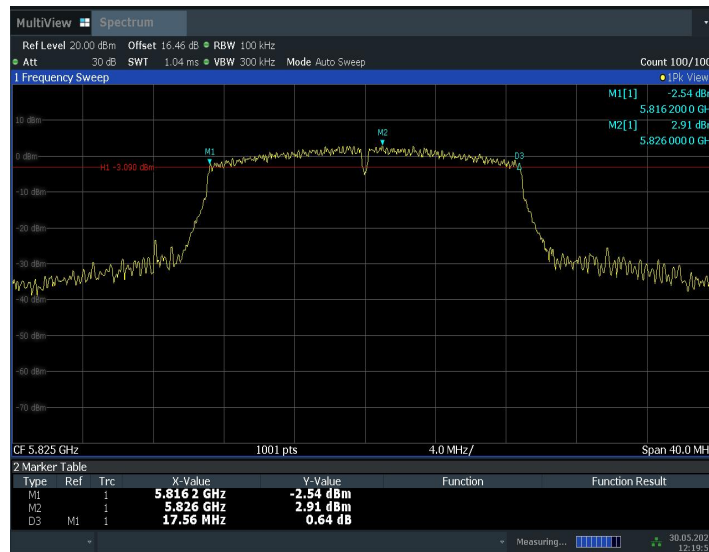 MultiView Spectrum
Ref Level 20.00 dBm Offset 16.46 dB RBW 100 kHz
Att 30 dB SWT 1.04 ms VBW 300 kHz Mode Auto Sweep Count 100/100
1 Frequency Sweep 1Pk View
M1[1] -2.54 dBm
5.816 200 0 GH
10 dBm
M2[1] 2.91 dBm
5.826 000 0 GH
M2
M1
0 dBm
D3
H1 -3.090 dBm
-10 dBm
-20 dBm
-30 dBm
-40 dBm
-50 dBm
-60 dBm
-70 dBm
CF 5.825 GHz 1001 pts 4.0 MHz/ Span 40.0 MH
2 Marker Table
Type Ref Trc X-Value Y-Value Function Function Result
M1 1 5.816 2 GHz -2.54 dBm
M2 1 5.826 GHz 2.91 dBm
D3 M1 1 17.56 MHz 0.64 dB
Measuring... 30.05.202
12:19:5